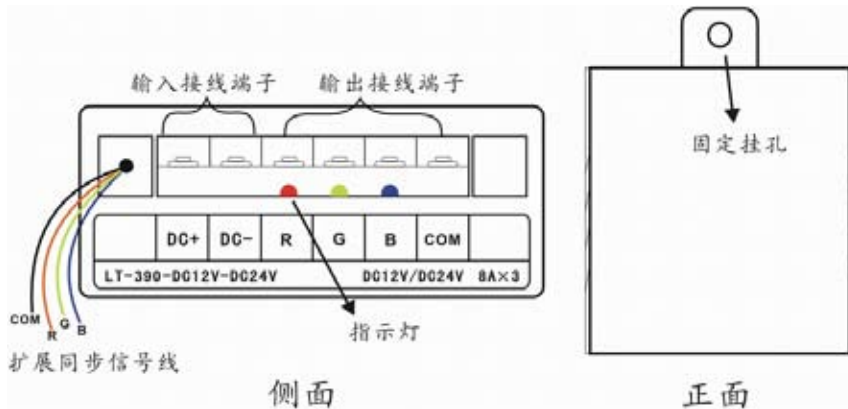 输入接线端子 输出接线端子
固定挂孔
DC+ DC- R G B COM
LT-390-DC12V-DC24V DC12V/DC24V 8A×3
COM R G B
指示灯
扩展同步信号线
侧面 正面